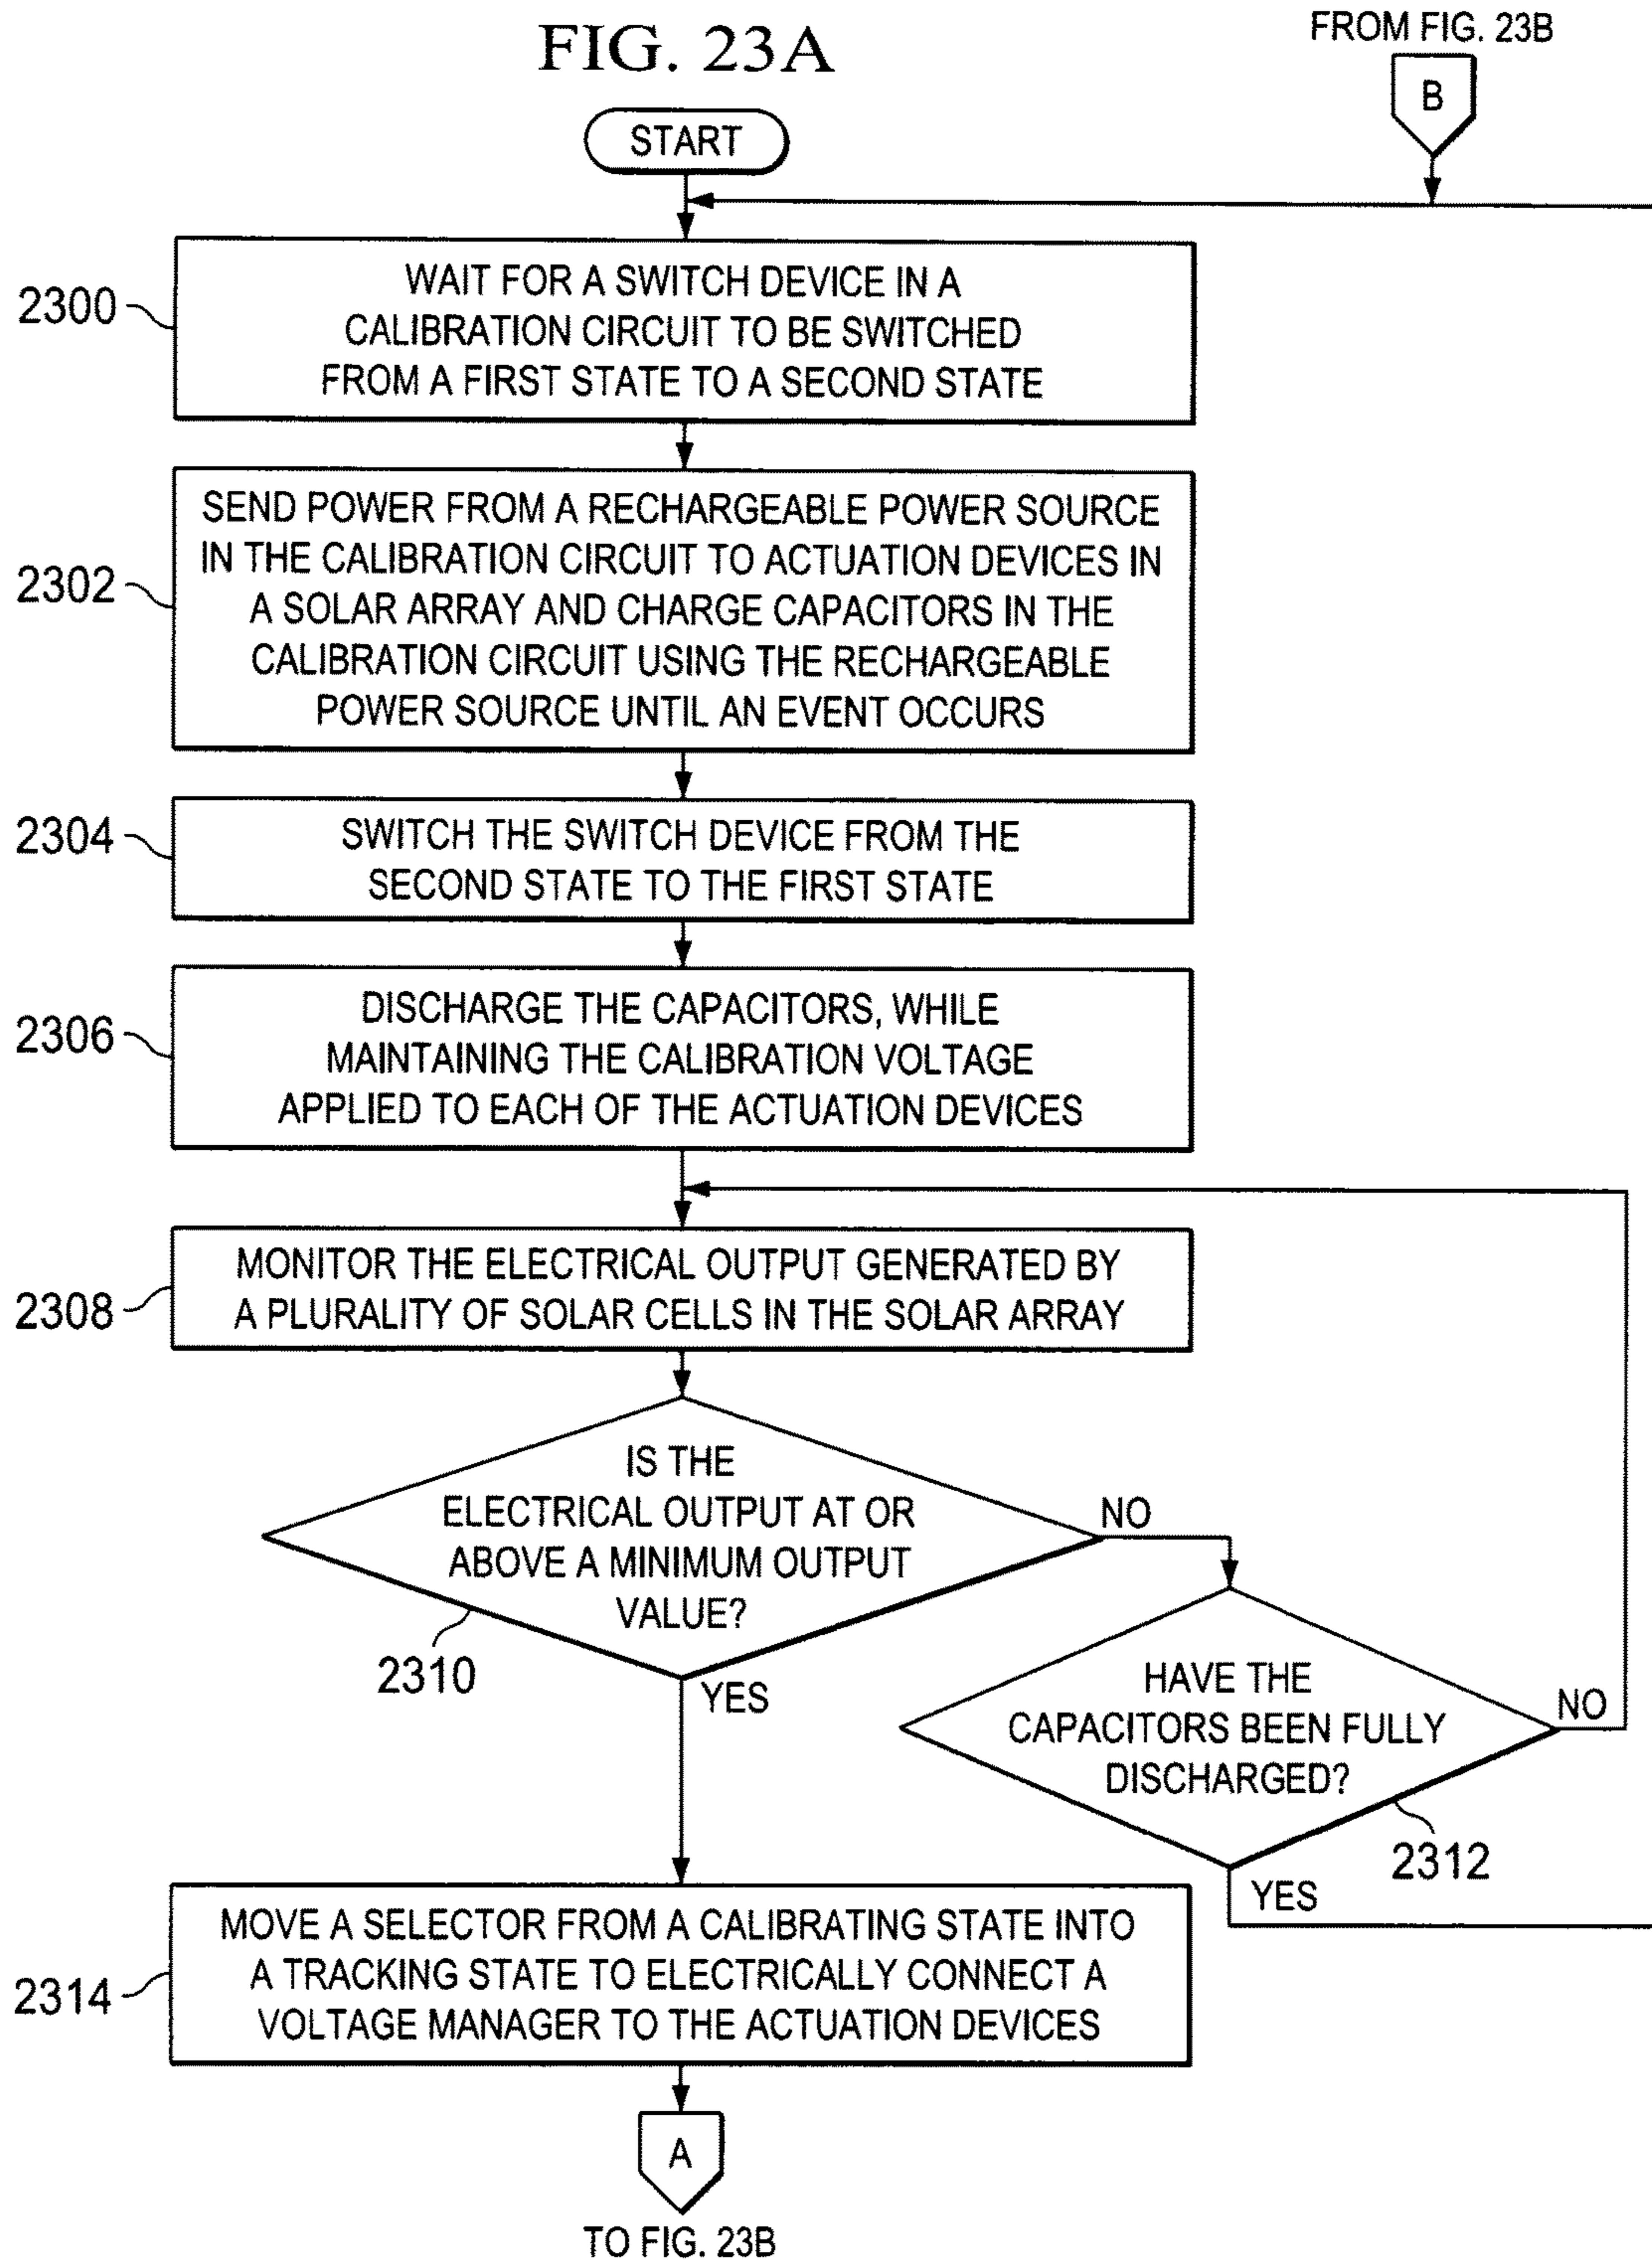 FIG. 23A
FROM FIG. 23B
B
START
2300
WAIT FOR A SWITCH DEVICE IN A
CALIBRATION CIRCUIT TO BE SWITCHED
FROM A FIRST STATE TO A SECOND STATE
2302
SEND POWER FROM A RECHARGEABLE POWER SOURCE
IN THE CALIBRATION CIRCUIT TO ACTUATION DEVICES IN
A SOLAR ARRAY AND CHARGE CAPACITORS IN THE
CALIBRATION CIRCUIT USING THE RECHARGEABLE
POWER SOURCE UNTIL AN EVENT OCCURS
2304
SWITCH THE SWITCH DEVICE FROM THE
SECOND STATE TO THE FIRST STATE
2306
DISCHARGE THE CAPACITORS, WHILE
MAINTAINING THE CALIBRATION VOLTAGE
APPLIED TO EACH OF THE ACTUATION DEVICES
2308
MONITOR THE ELECTRICAL OUTPUT GENERATED BY
A PLURALITY OF SOLAR CELLS IN THE SOLAR ARRAY
IS THE
ELECTRICAL OUTPUT AT OR
ABOVE A MINIMUM OUTPUT
VALUE?
NO
2310
YES
HAVE THE
CAPACITORS BEEN FULLY
DISCHARGED?
NO
2312
YES
2314
MOVE A SELECTOR FROM A CALIBRATING STATE INTO
A TRACKING STATE TO ELECTRICALLY CONNECT A
VOLTAGE MANAGER TO THE ACTUATION DEVICES
A
TO FIG. 23B